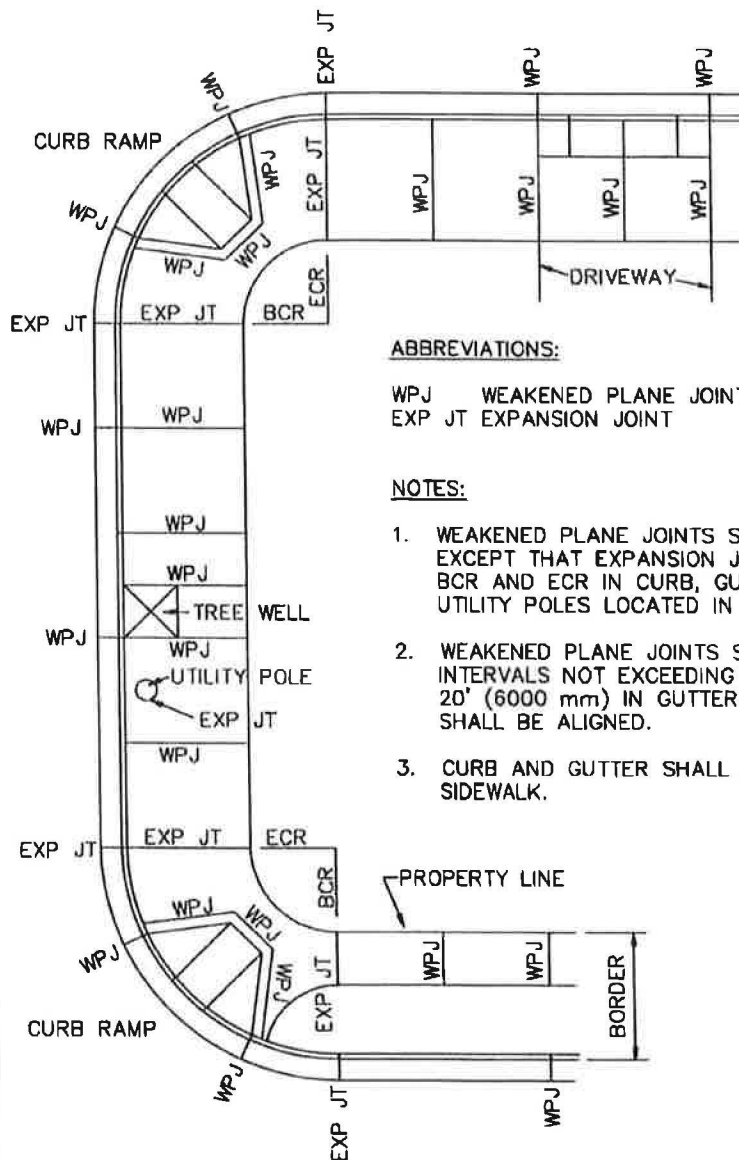 EXP JT
WPJ
WPJ
WPJ
CURB RAMP
WPJ
EXP JT
WPJ
WPJ
WPJ
WPJ
WPJ
WPJ
WPJ
WPJ
DRIVEWAY
ECR
EXP JT
EXP JT
BCR
ABBREVIATIONS:
WPJ WEAKENED PLANE JOINT
EXP JT EXPANSION JOINT
WPJ
WPJ
NOTES:
1. WEAKENED PLANE JOINTS S
EXCEPT THAT EXPANSION J
BCR AND ECR IN CURB, GU
UTILITY POLES LOCATED IN
WPJ
WPJ
TREE WELL
WPJ
WPJ
2. WEAKENED PLANE JOINTS S
INTERVALS NOT EXCEEDING
20' (6000 mm) IN GUTTER
SHALL BE ALIGNED.
UTILITY POLE
EXP JT
WPJ
3. CURB AND GUTTER SHALL
SIDEWALK.
EXP JT
EXP JT
ECR
BCR
PROPERTY LINE
WPJ
WPJ
WPJ
WPJ
EXP JT
WPJ
WPJ
BORDER
CURB RAMP
WPJ
EXP JT
WPJ